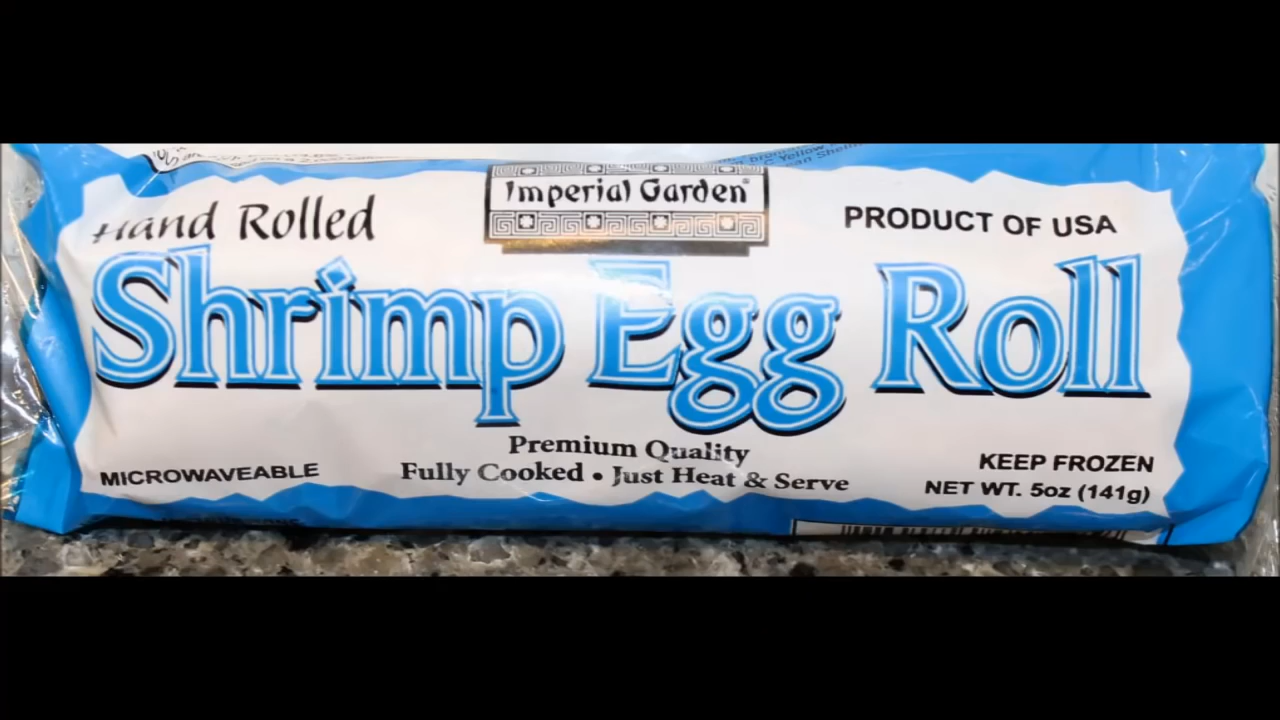 Imperial Garden®
Hand Rolled
PRODUCT OF USA
Shrimp Egg Roll
Premium Quality
Fully Cooked • Just Heat & Serve
MICROWAVEABLE
KEEP FROZEN
NET WT. 5oz (141g)